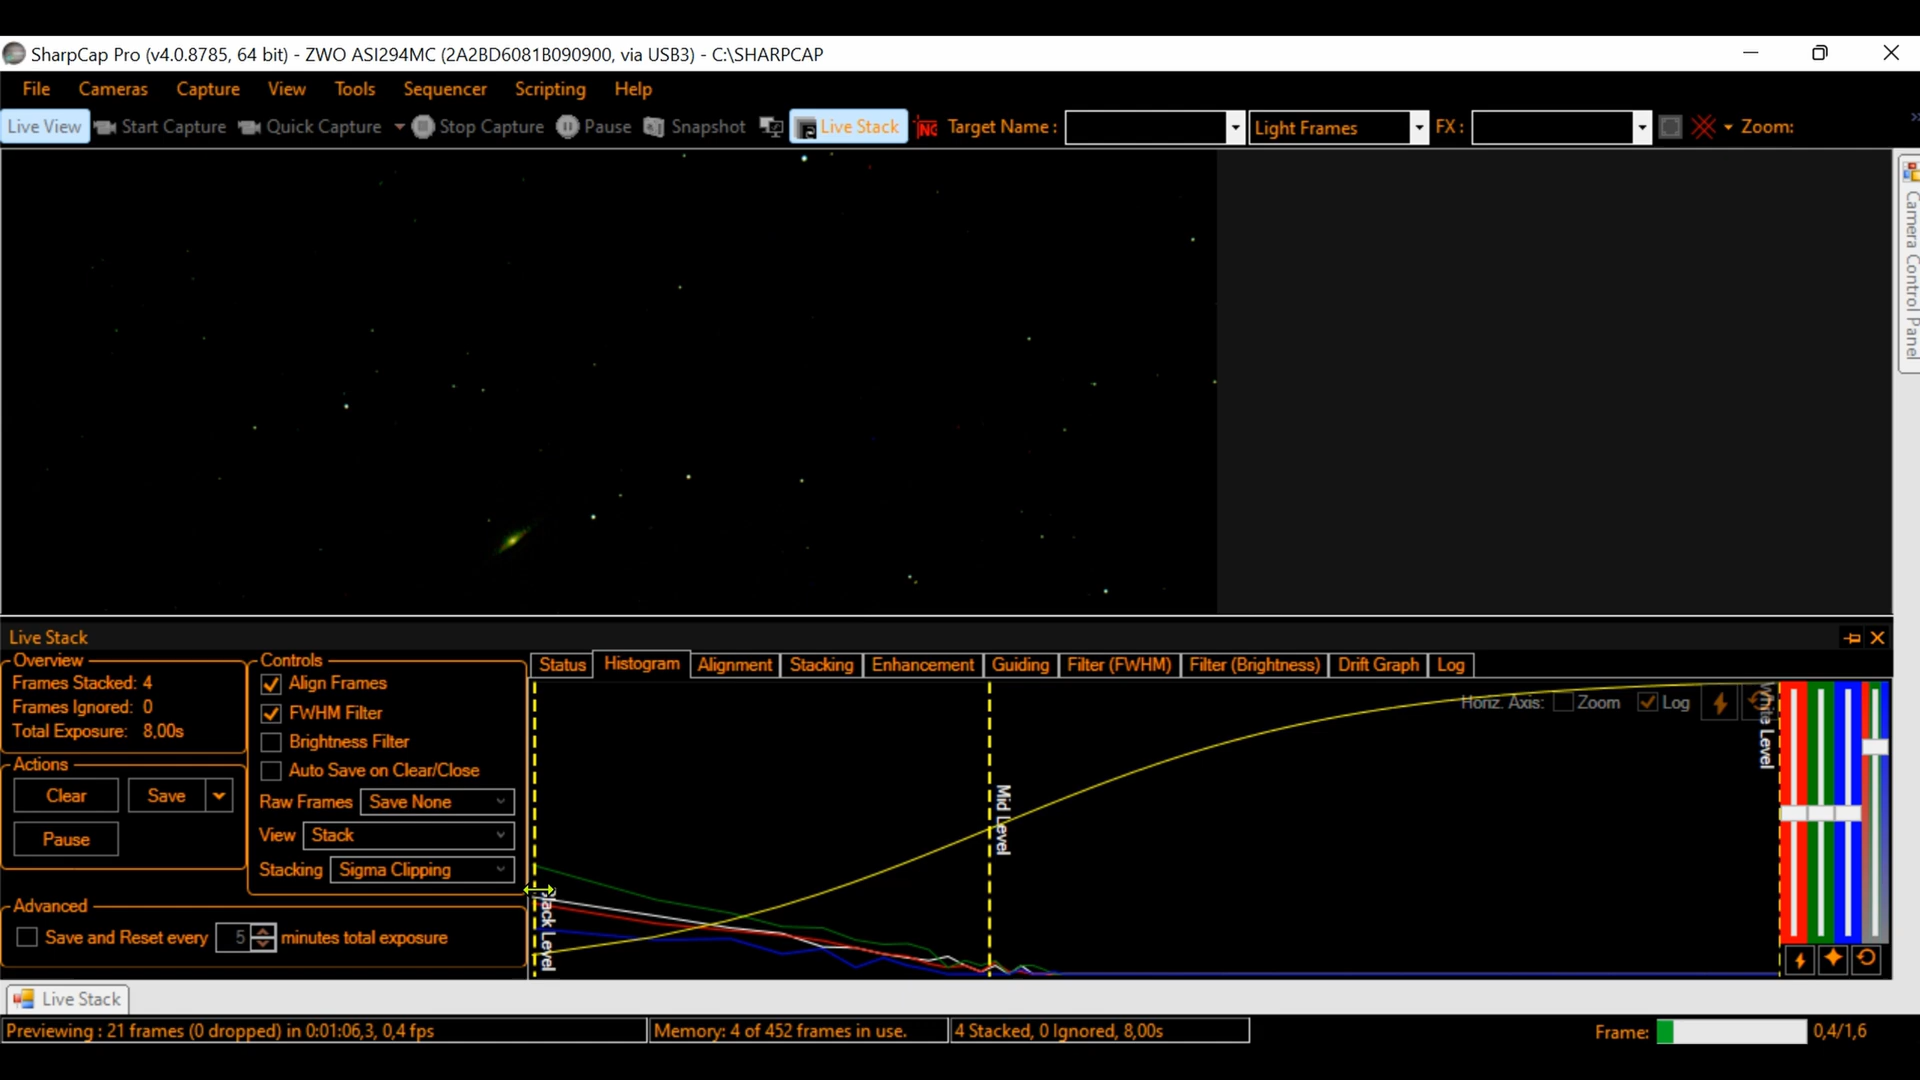 SharpCap Pro (v4.0.8785, 64 bit) - ZWO ASI294MC (2A2BD6081B090900, via USB3) - C:\SHARPCAP
File Cameras Capture View Tools Sequencer Scripting Help
Live View Start Capture Quick Capture Stop Capture Pause Snapshot Live Stack NG Target Name : Light Frames FX : Zoom:
Camera Control Panel
Live Stack
Overview
Frames Stacked: 4
Frames Ignored: 0
Total Exposure: 8,00s
Actions
Clear Save
Pause
Controls
Align Frames
FWHM Filter
Brightness Filter
Auto Save on Clear/Close
Raw Frames Save None
View Stack
Stacking Sigma Clipping
Advanced
Save and Reset every 5 minutes total exposure
Status Histogram Alignment Stacking Enhancement Guiding Filter (FWHM) Filter (Brightness) Drift Graph Log
Horiz. Axis: Zoom Log
Black Level
Mid Level
White Level
Live Stack
Previewing : 21 frames (0 dropped) in 0:01:06,3, 0,4 fps Memory: 4 of 452 frames in use. 4 Stacked, 0 Ignored, 8,00s Frame: 0,4/1,6